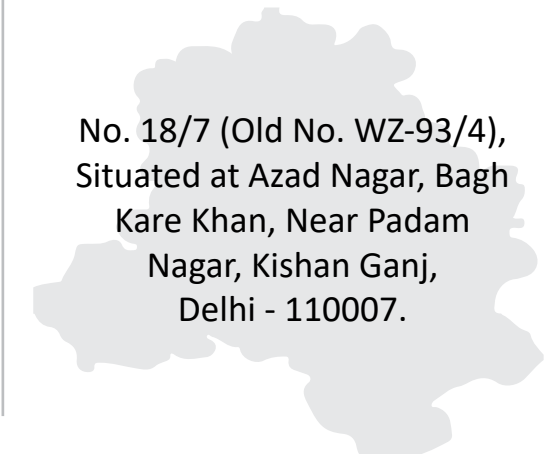 No. 18/7 (Old No. WZ-93/4),
Situated at Azad Nagar, Bagh
Kare Khan, Near Padam
Nagar, Kishan Ganj,
Delhi - 110007.